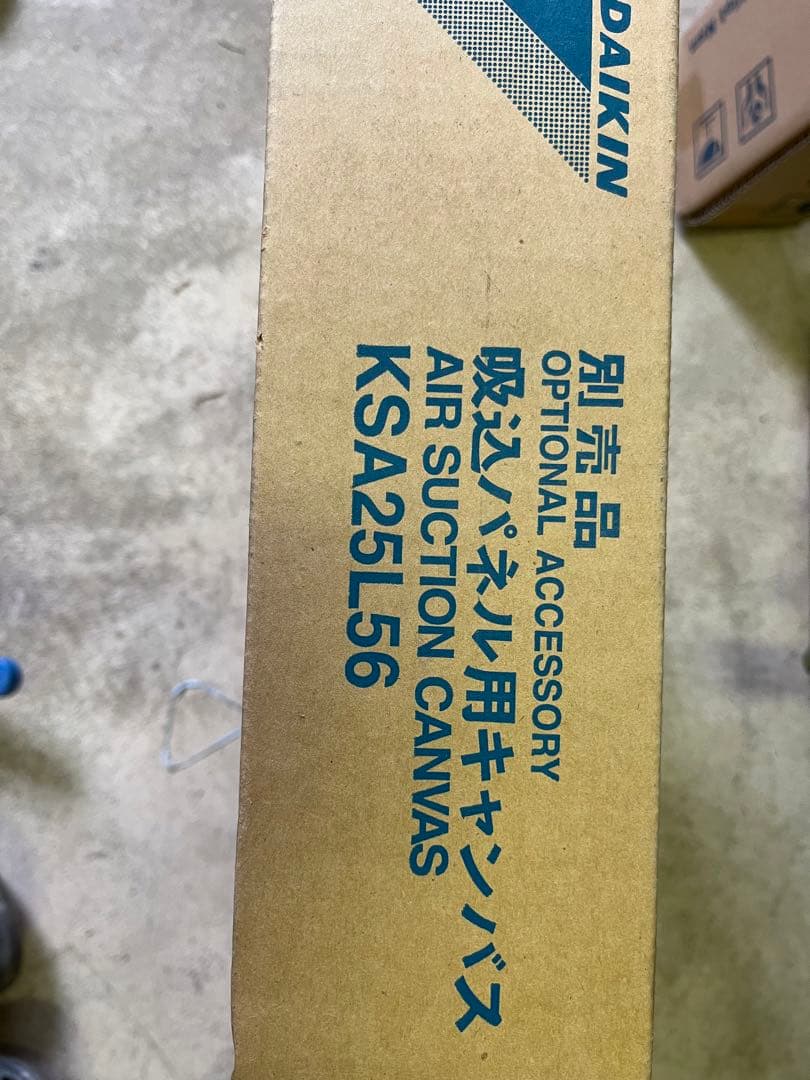 DAIKIN
別売品
OPTIONAL ACCESSORY
吸込パネル用キャンバス
AIR SUCTION CANVAS
KSA25L56